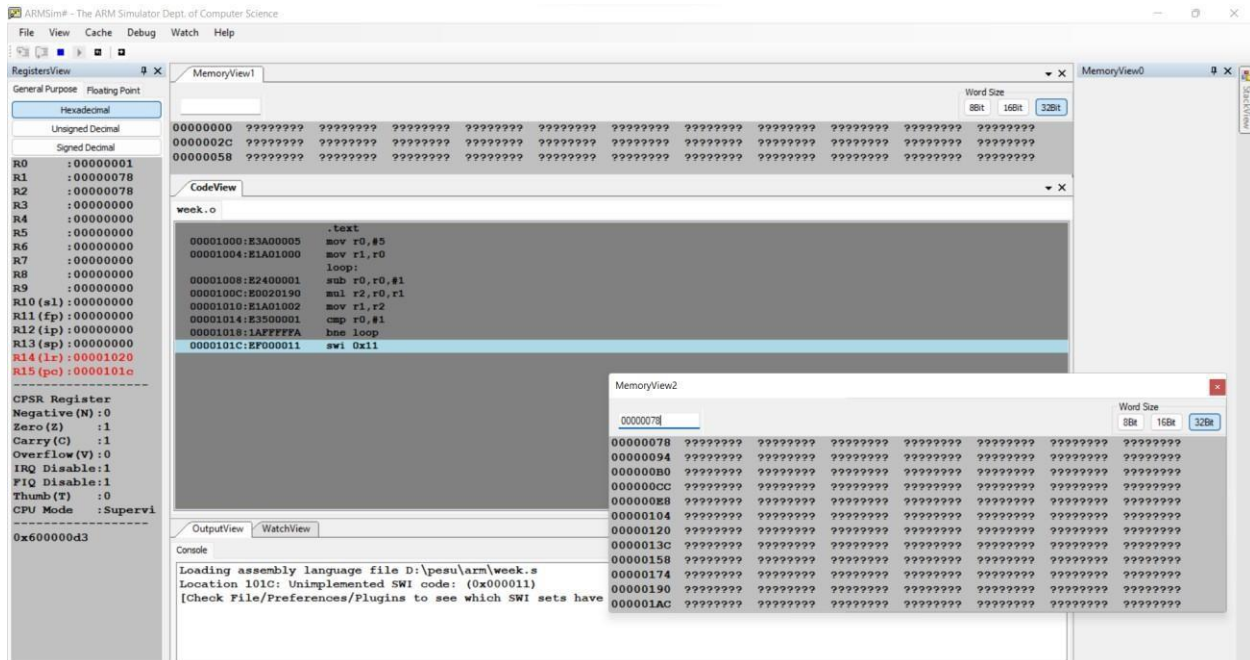 ARMSim# - The ARM Simulator Dept. of Computer Science
File View Cache Debug Watch Help
RegistersView
General Purpose Floating Point
Hexadecimal
Unsigned Decimal
Signed Decimal
R0 :00000001
R1 :00000078
R2 :00000078
R3 :00000000
R4 :00000000
R5 :00000000
R6 :00000000
R7 :00000000
R8 :00000000
R9 :00000000
R10(sl):00000000
R11(fp):00000000
R12(ip):00000000
R13(sp):00000000
R14(lr):00001020
R15(pc):0000101c
------------------
CPSR Register
Negative(N):0
Zero(Z) :1
Carry(C) :1
Overflow(V):0
IRQ Disable:1
FIQ Disable:1
Thumb(T) :0
CPU Mode :Supervi
------------------
0x600000d3
MemoryView1
Word Size
8Bit 16Bit 32Bit
00000000 ???????? ???????? ???????? ???????? ???????? ???????? ???????? ???????? ???????? ???????? ????????
0000002C ???????? ???????? ???????? ???????? ???????? ???????? ???????? ???????? ???????? ???????? ????????
00000058 ???????? ???????? ???????? ???????? ???????? ???????? ???????? ???????? ???????? ???????? ????????
CodeView
week.o
.text
00001000:E3A00005 mov r0,#5
00001004:E1A01000 mov r1,r0
loop:
00001008:E2400001 sub r0,r0,#1
0000100C:E0020190 mul r2,r0,r1
00001010:E1A01002 mov r1,r2
00001014:E3500001 cmp r0,#1
00001018:1AFFFFFA bne loop
0000101C:EF000011 swi 0x11
OutputView WatchView
Console
Loading assembly language file D:\pesu\arm\week.s
Location 101C: Unimplemented SWI code: (0x000011)
[Check File/Preferences/Plugins to see which SWI sets have
MemoryView2
Word Size
00000078
8Bit 16Bit 32Bit
00000078 ???????? ???????? ???????? ???????? ???????? ???????? ????????
00000094 ???????? ???????? ???????? ???????? ???????? ???????? ????????
000000B0 ???????? ???????? ???????? ???????? ???????? ???????? ????????
000000CC ???????? ???????? ???????? ???????? ???????? ???????? ????????
000000E8 ???????? ???????? ???????? ???????? ???????? ???????? ????????
00000104 ???????? ???????? ???????? ???????? ???????? ???????? ????????
00000120 ???????? ???????? ???????? ???????? ???????? ???????? ????????
0000013C ???????? ???????? ???????? ???????? ???????? ???????? ????????
00000158 ???????? ???????? ???????? ???????? ???????? ???????? ????????
00000174 ???????? ???????? ???????? ???????? ???????? ???????? ????????
00000190 ???????? ???????? ???????? ???????? ???????? ???????? ????????
000001AC ???????? ???????? ???????? ???????? ???????? ???????? ????????
MemoryView0
StackView